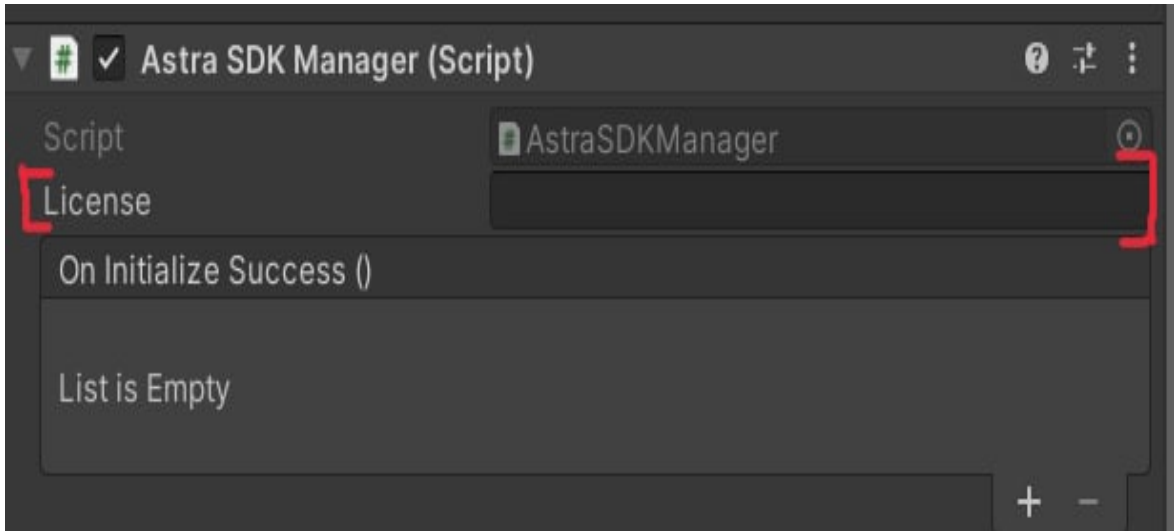 Astra SDK Manager (Script)
Script AstraSDKManager
License
On Initialize Success ()
List is Empty